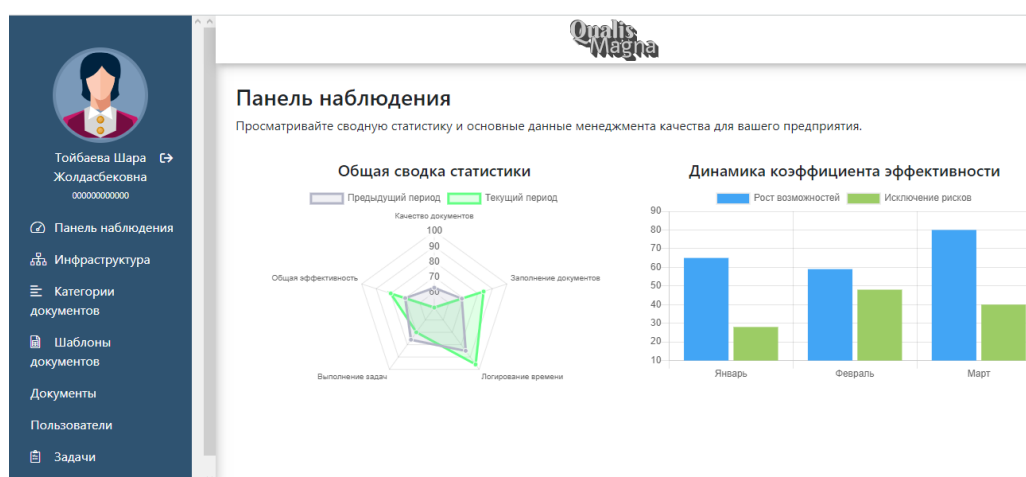 Qualis
Magna
Тойбаева Шара
Жолдасбековна
000000000000
Панель наблюдения
Инфраструктура
Категории
документов
Шаблоны
документов
Документы
Пользователи
Задачи
Панель наблюдения
Просматривайте сводную статистику и основные данные менеджмента качества для вашего предприятия.
Общая сводка статистики
Предыдущий период Текущий период
Качество документов
100
90
80
70
60
Общая эффективность
Заполнение документов
Выполнение задач
Логирование времени
Динамика коэффициента эффективности
Рост возможностей Исключение рисков
90
80
70
60
50
40
30
20
10
Январь Февраль Март